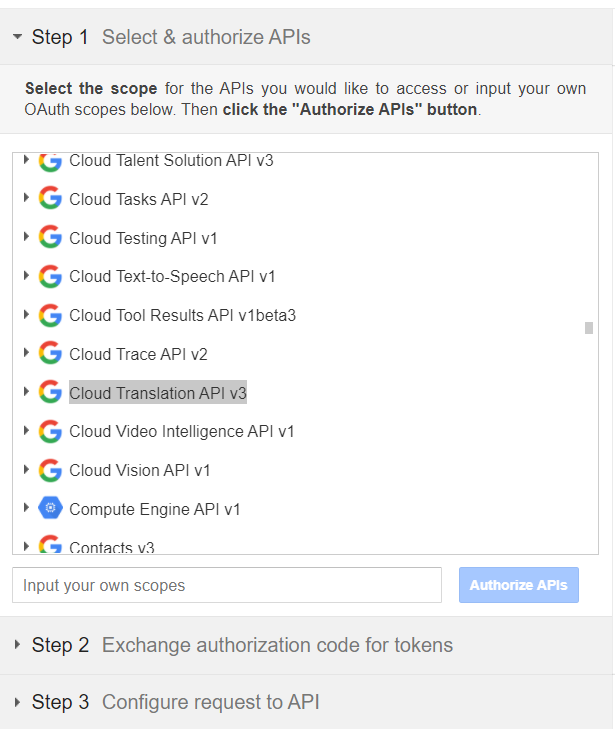 Step 1 Select & authorize APIs
Select the scope for the APIs you would like to access or input your own
OAuth scopes below. Then click the "Authorize APIs" button.
Cloud Talent Solution API v3
Cloud Tasks API v2
Cloud Testing API v1
Cloud Text-to-Speech API v1
Cloud Tool Results API v1beta3
Cloud Trace API v2
Cloud Translation API v3
Cloud Video Intelligence API v1
Cloud Vision API v1
Compute Engine API v1
Contacts v3
Input your own scopes Authorize APIs
Step 2 Exchange authorization code for tokens
Step 3 Configure request to API